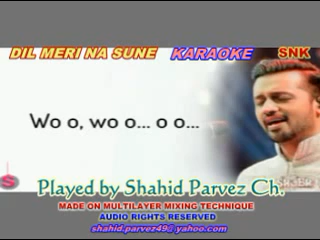 DIL MERI NA SUNE KARAOKE SNK
Wo o, wo o... o o...
S
Played by Shahid Parvez Ch.
MADE ON MULTILAYER MIXING TECHNIQUE
AUDIO RIGHTS RESERVED
shahid.parvez49@yahoo.com